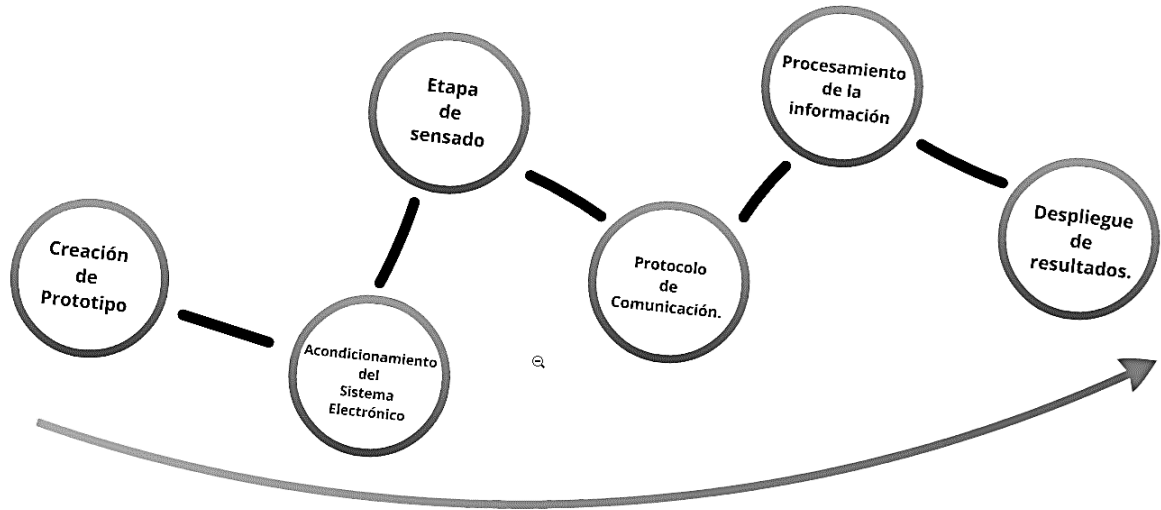 Creación
de
Prototipo
Acondicionamiento
del
Sistema
Electrónico
Etapa
de
sensado
Protocolo
de
Comunicación.
Procesamiento
de la
información
Despliegue
de
resultados.